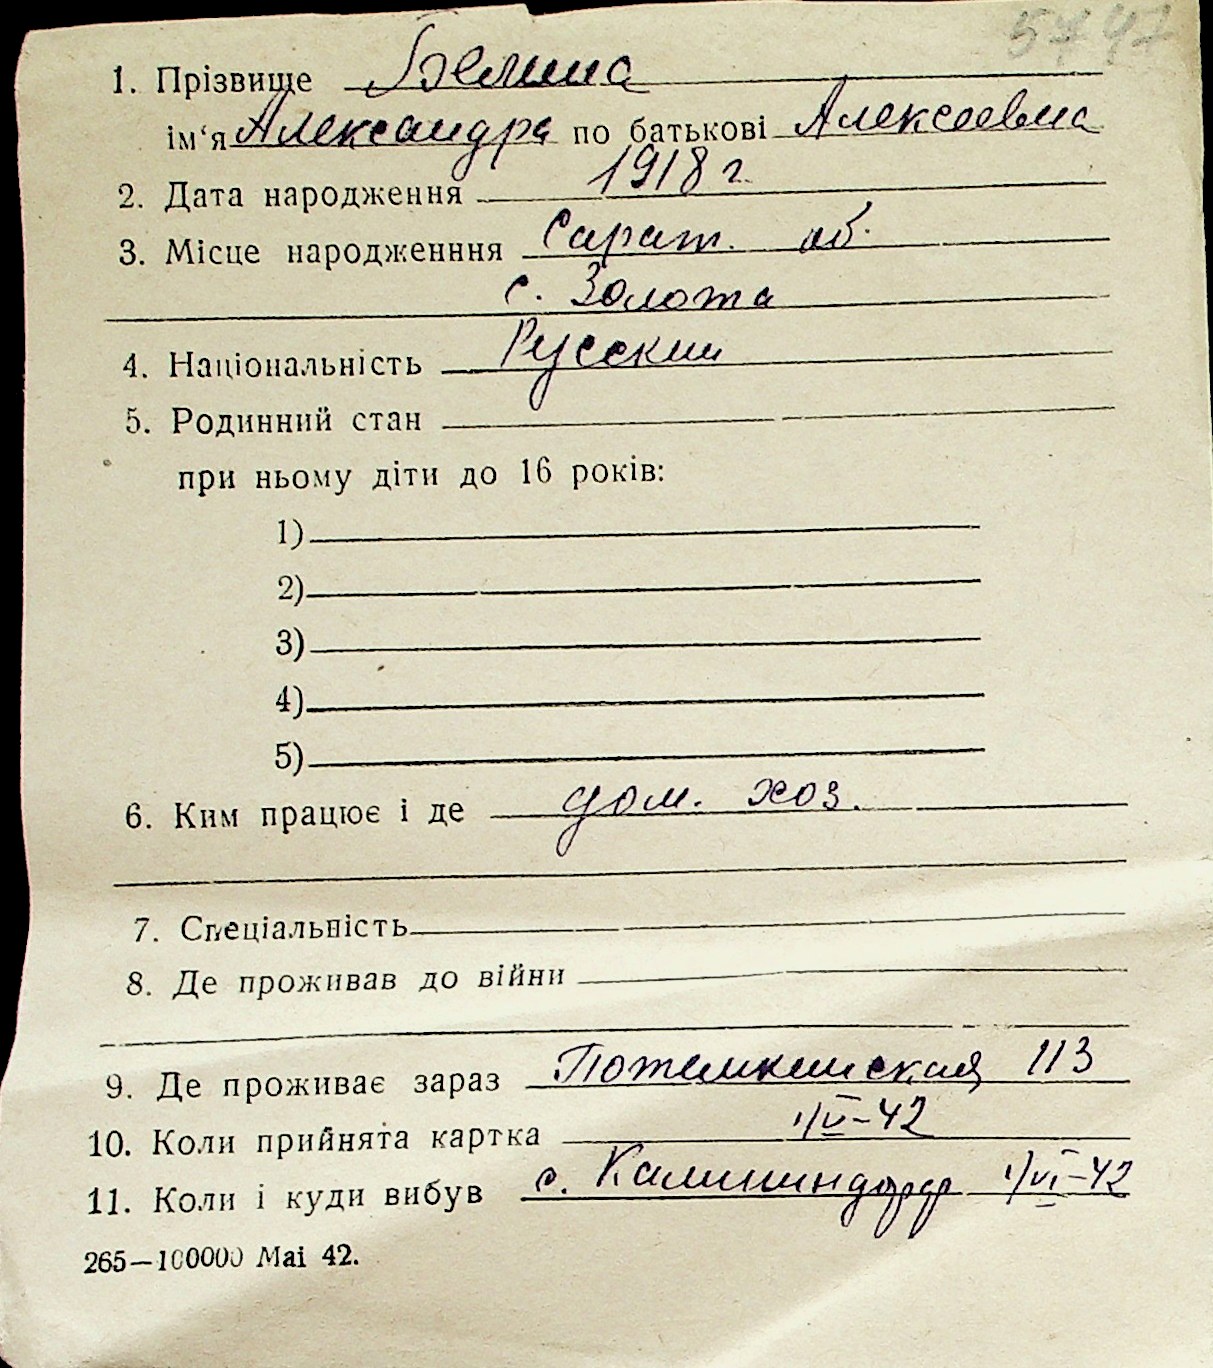 5747
1. Прізвище Белина
ім‘я Александра по батькові Алексеевна
2. Дата народження 1918 г.
3. Місце народженння Сарат. об.
с. Золота
4. Національність Русский
5. Родинний стан
при ньому діти до 16 років:
1)
2)
3)
4)
5)
6. Ким працює і де дом. хоз.
7. Спеціальність
8. Де проживав до війни
9. Де проживає зараз Потемкинская 113
10. Коли прийнята картка 1/V-42
11. Коли і куди вибув с. Калининдорф 1/VI-42
265—100000 Mai 42.